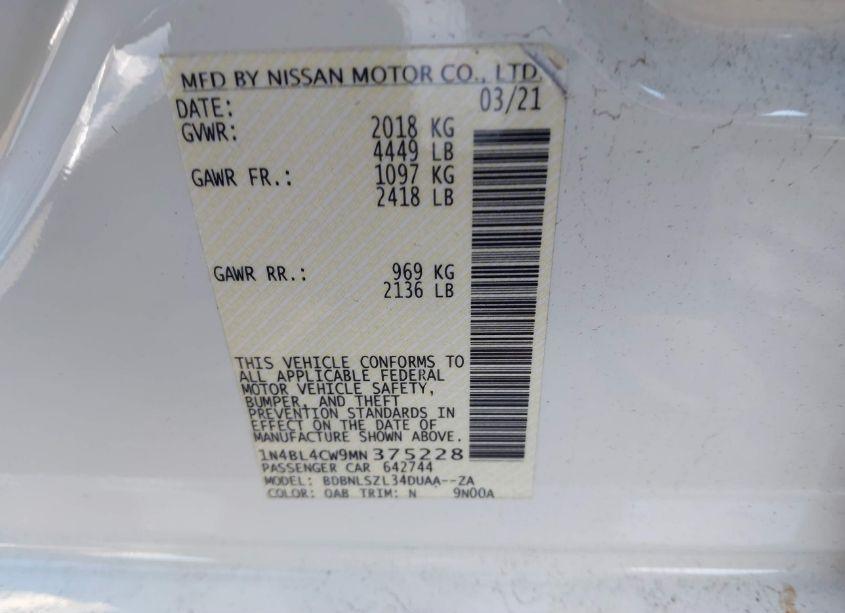 MFD BY NISSAN MOTOR CO., LTD.
DATE: 03/21
GVWR: 2018 KG
4449 LB
GAWR FR.: 1097 KG
2418 LB
GAWR RR.: 969 KG
2136 LB
THIS VEHICLE CONFORMS TO
ALL APPLICABLE FEDERAL
MOTOR VEHICLE SAFETY,
BUMPER, AND THEFT
PREVENTION STANDARDS IN
EFFECT ON THE DATE OF
MANUFACTURE SHOWN ABOVE.
1N4BL4CW9MN375228
PASSENGER CAR 642744
MODEL: BDBNLSZL34DUAA--ZA
COLOR: QAB TRIM: N 9N00A